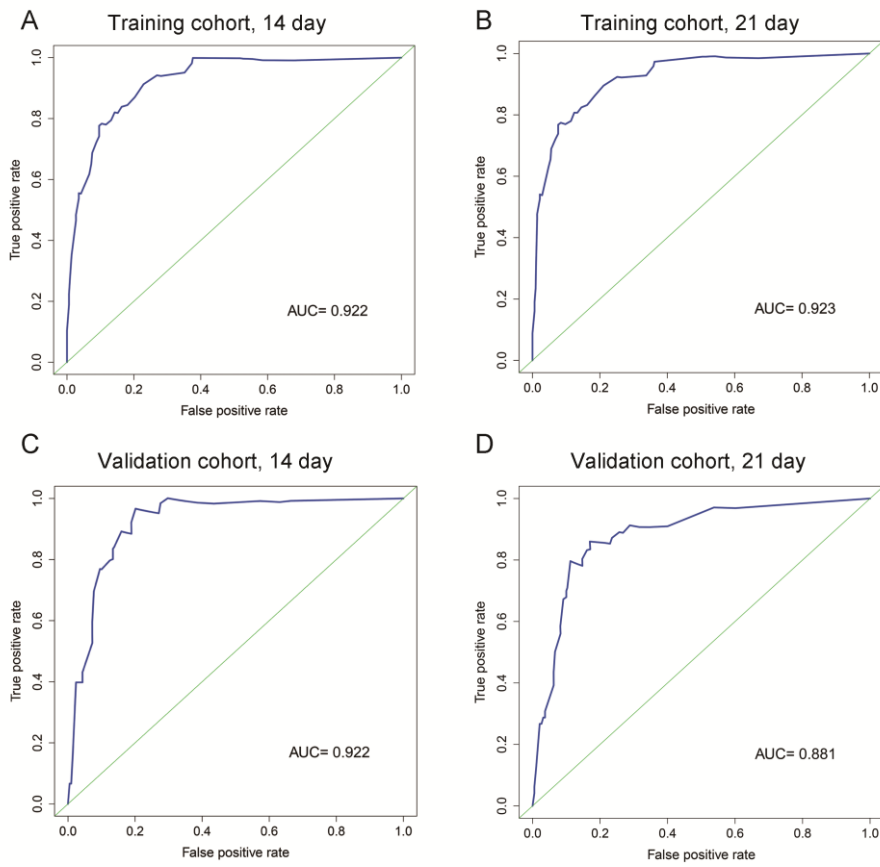 A
Training cohort, 14 day
1.0
0.8
0.6
0.4
0.2
0.0
True positive rate
AUC= 0.922
0.0 0.2 0.4 0.6 0.8 1.0
False positive rate
B
Training cohort, 21 day
1.0
0.8
0.6
0.4
0.2
0.0
True positive rate
AUC= 0.923
0.0 0.2 0.4 0.6 0.8 1.0
False positive rate
C
Validation cohort, 14 day
1.0
0.8
0.6
0.4
0.2
0.0
True positive rate
AUC= 0.922
0.0 0.2 0.4 0.6 0.8 1.0
False positive rate
D
Validation cohort, 21 day
1.0
0.8
0.6
0.4
0.2
0.0
True positive rate
AUC= 0.881
0.0 0.2 0.4 0.6 0.8 1.0
False positive rate